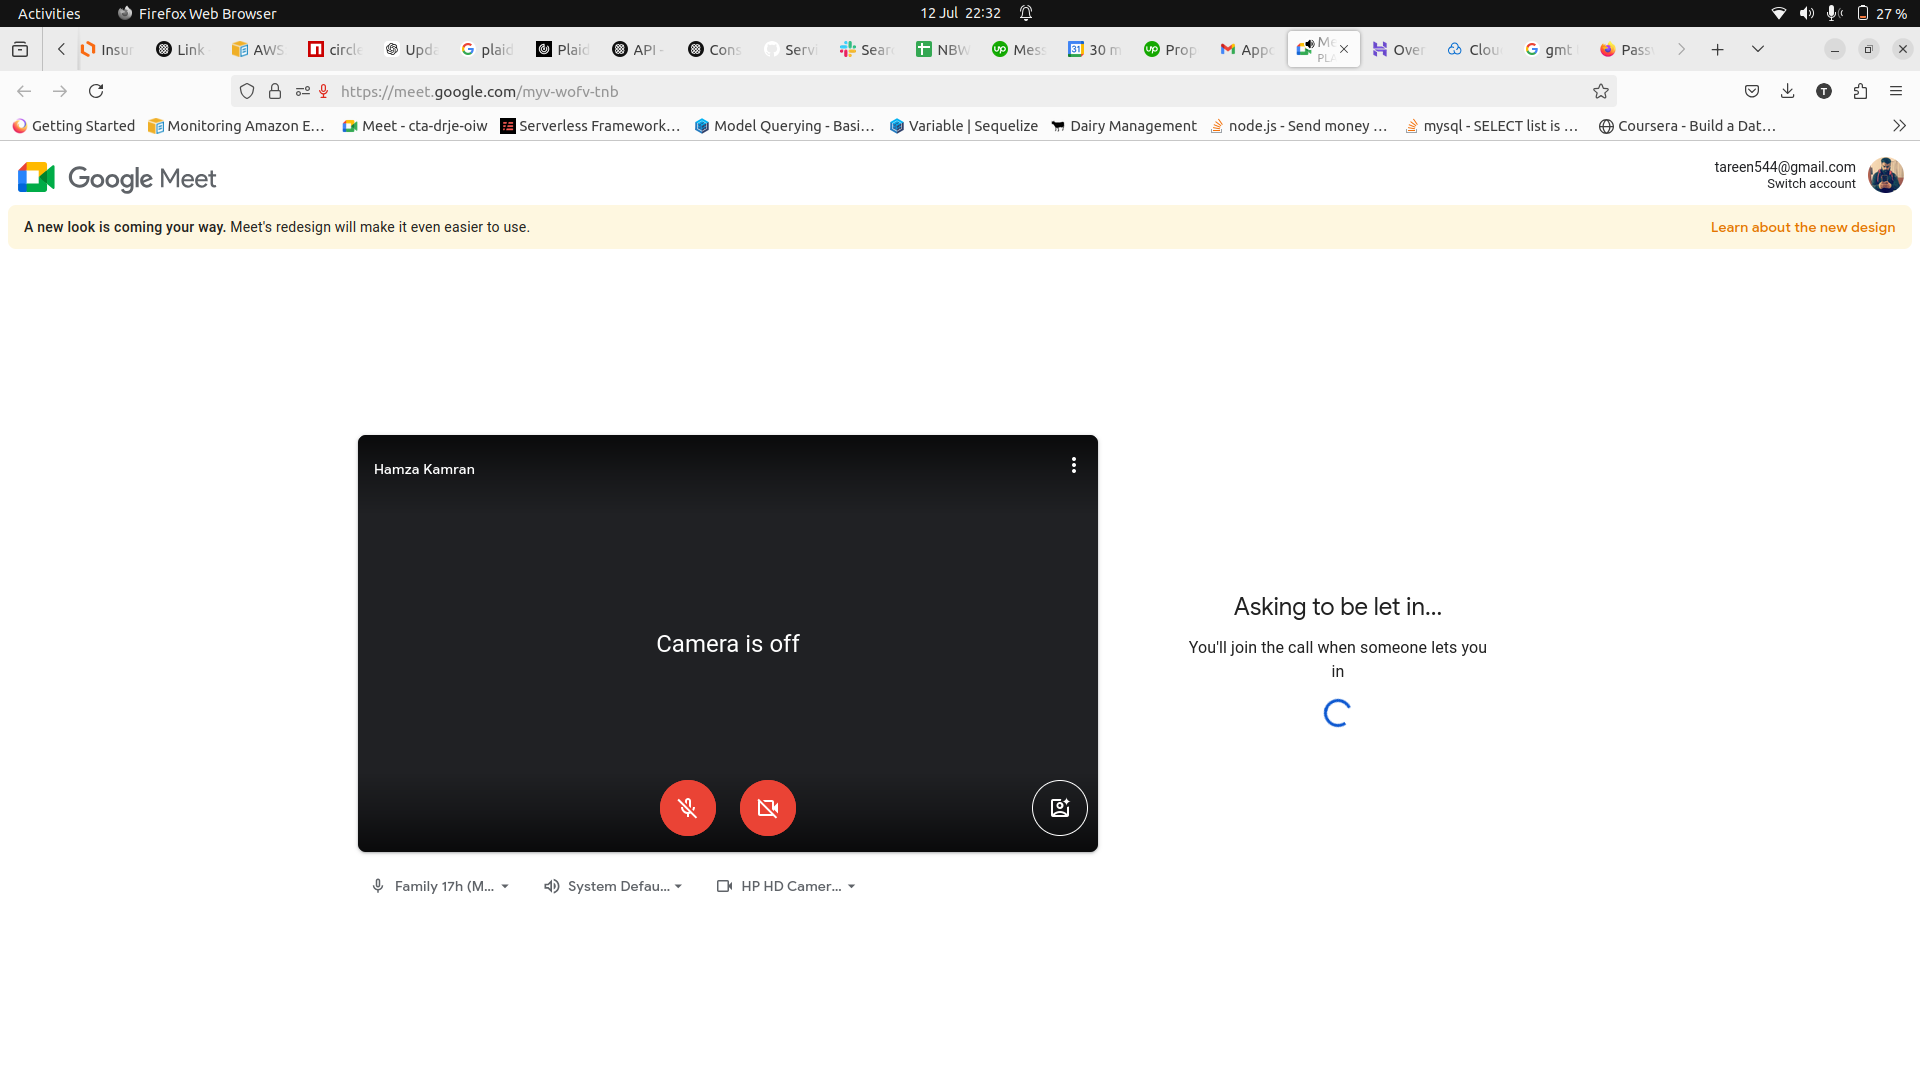 Activities Firefox Web Browser 12 Jul 22:32 27 %
Insur Link AWS circle Upda plaid Plaid API - Cons Servi Sear NBW Mess 30 m Prop Appo Me PLA Over Clou gmt Pass
https://meet.google.com/myv-wofv-tnb
Getting Started Monitoring Amazon E... Meet - cta-drje-oiw Serverless Framework... Model Querying - Basi... Variable | Sequelize Dairy Management node.js - Send money ... mysql - SELECT list is ... Coursera - Build a Dat...
Google Meet
tareen544@gmail.com
Switch account
A new look is coming your way. Meet's redesign will make it even easier to use. Learn about the new design
Hamza Kamran
Camera is off
Asking to be let in...
You'll join the call when someone lets you
in
Family 17h (M... System Defau... HP HD Camer...